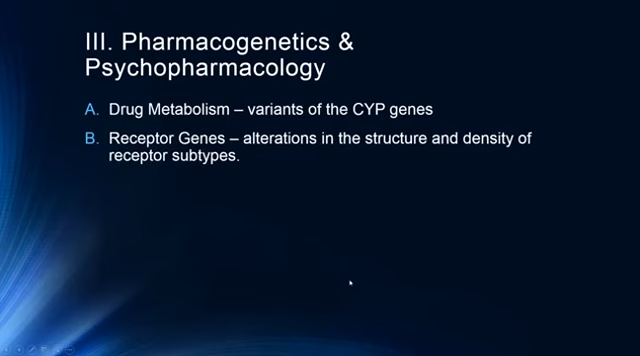 III. Pharmacogenetics &
Psychopharmacology
A. Drug Metabolism – variants of the CYP genes
B. Receptor Genes – alterations in the structure and density of
receptor subtypes.